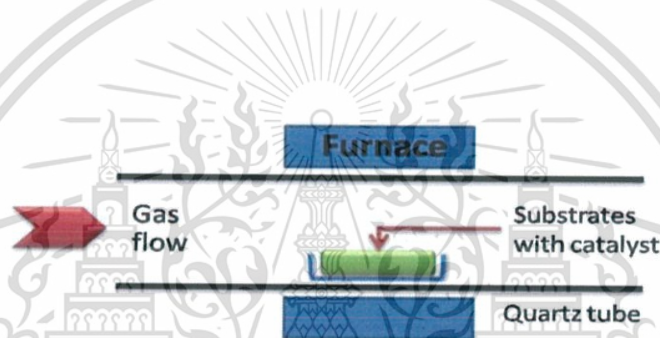 Furnace
Gas
flow
Substrates
with catalyst
Quartz tube